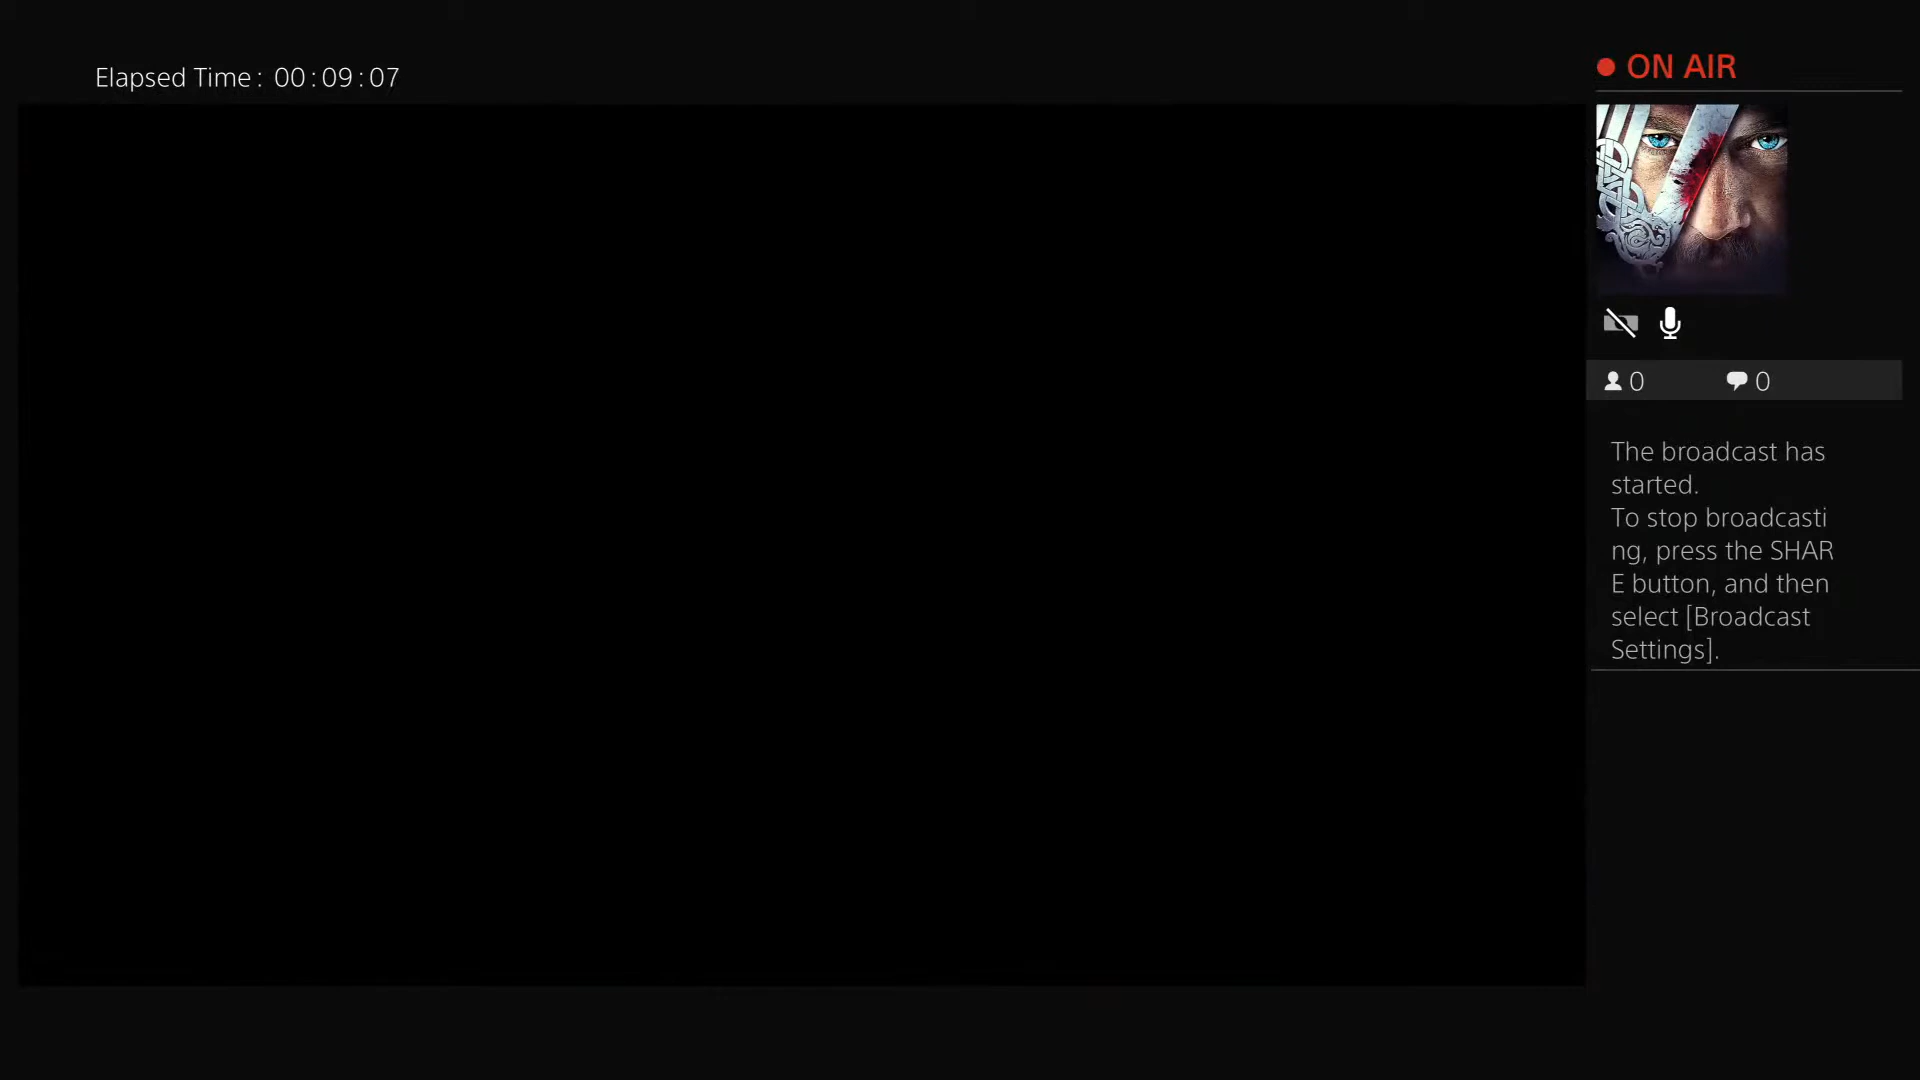 Elapsed Time: 00:09:07
ON AIR
0 0
The broadcast has
started.
To stop broadcasti
ng, press the SHAR
E button, and then
select [Broadcast
Settings].